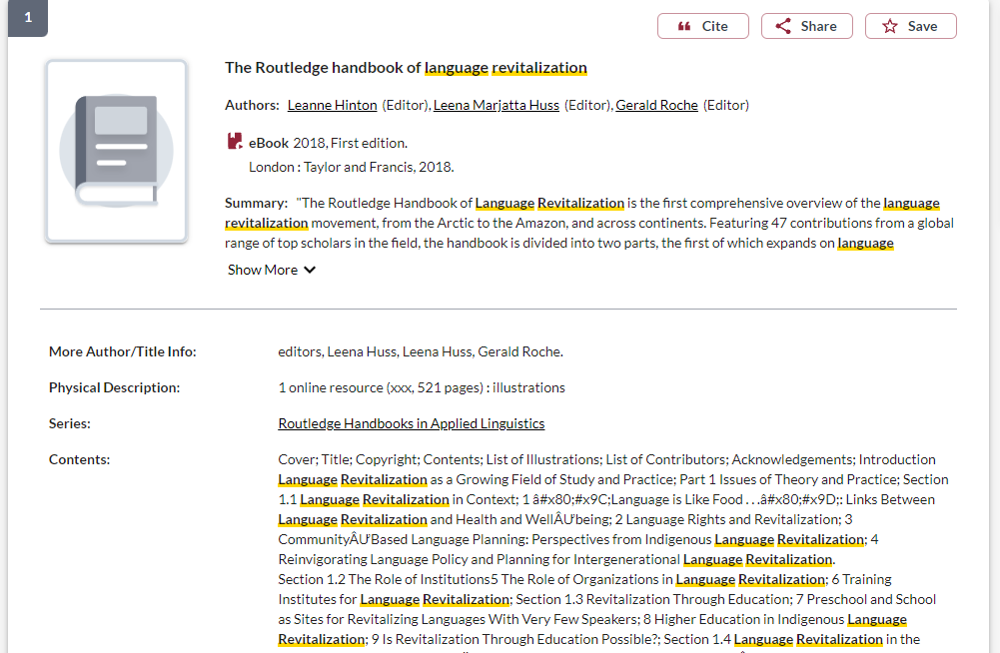 1
Cite Share Save
The Routledge handbook of language revitalization
Authors: Leanne Hinton (Editor), Leena Marjatta Huss (Editor), Gerald Roche (Editor)
eBook 2018, First edition.
London : Taylor and Francis, 2018.
Summary: "The Routledge Handbook of Language Revitalization is the first comprehensive overview of the language
revitalization movement, from the Arctic to the Amazon, and across continents. Featuring 47 contributions from a global
range of top scholars in the field, the handbook is divided into two parts, the first of which expands on language
Show More
More Author/Title Info: editors, Leena Huss, Leena Huss, Gerald Roche.
Physical Description: 1 online resource (xxx, 521 pages) : illustrations
Series: Routledge Handbooks in Applied Linguistics
Contents: Cover; Title; Copyright; Contents; List of Illustrations; List of Contributors; Acknowledgements; Introduction
Language Revitalization as a Growing Field of Study and Practice; Part 1 Issues of Theory and Practice; Section
1.1 Language Revitalization in Context; 1 â#x80;#x9C;Language is Like Food . . .â#x80;#x9D;: Links Between
Language Revitalization and Health and WellÂƯbeing; 2 Language Rights and Revitalization; 3
CommunityÂƯBased Language Planning: Perspectives from Indigenous Language Revitalization; 4
Reinvigorating Language Policy and Planning for Intergenerational Language Revitalization.
Section 1.2 The Role of Institutions5 The Role of Organizations in Language Revitalization; 6 Training
Institutes for Language Revitalization; Section 1.3 Revitalization Through Education; 7 Preschool and School
as Sites for Revitalizing Languages With Very Few Speakers; 8 Higher Education in Indigenous Language
Revitalization; 9 Is Revitalization Through Education Possible?; Section 1.4 Language Revitalization in the